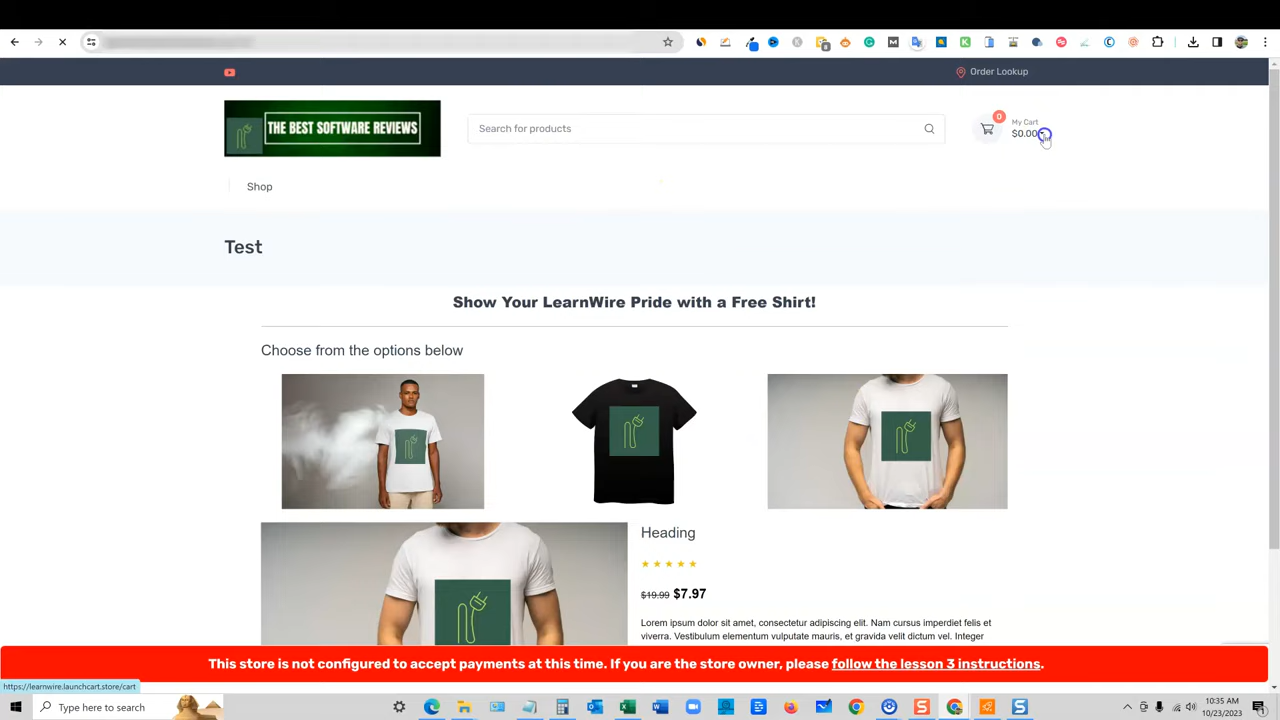 Order Lookup
THE BEST SOFTWARE REVIEWS
Search for products
0
My Cart
$0.00
Shop
Test
Show Your LearnWire Pride with a Free Shirt!
Choose from the options below
Heading
$19.99 $7.97
Lorem ipsum dolor sit amet, consectetur adipiscing elit. Nam cursus imperdiet felis et
viverra. Vestibulum elementum vulputate mauris, et gravida velit dictum vel. Integer
This store is not configured to accept payments at this time. If you are the store owner, please follow the lesson 3 instructions.
https://learnwire.launchcart.store/cart
Type here to search
10:35 AM
10/23/2023